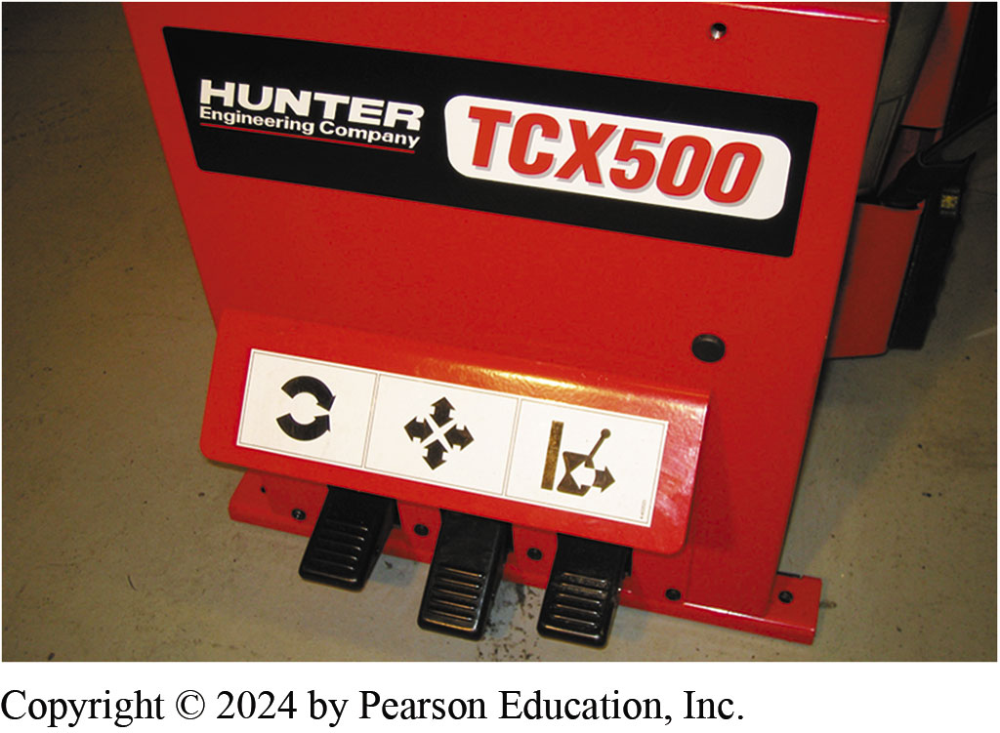 HUNTER
Engineering Company
TCX500
Copyright © 2024 by Pearson Education, Inc.